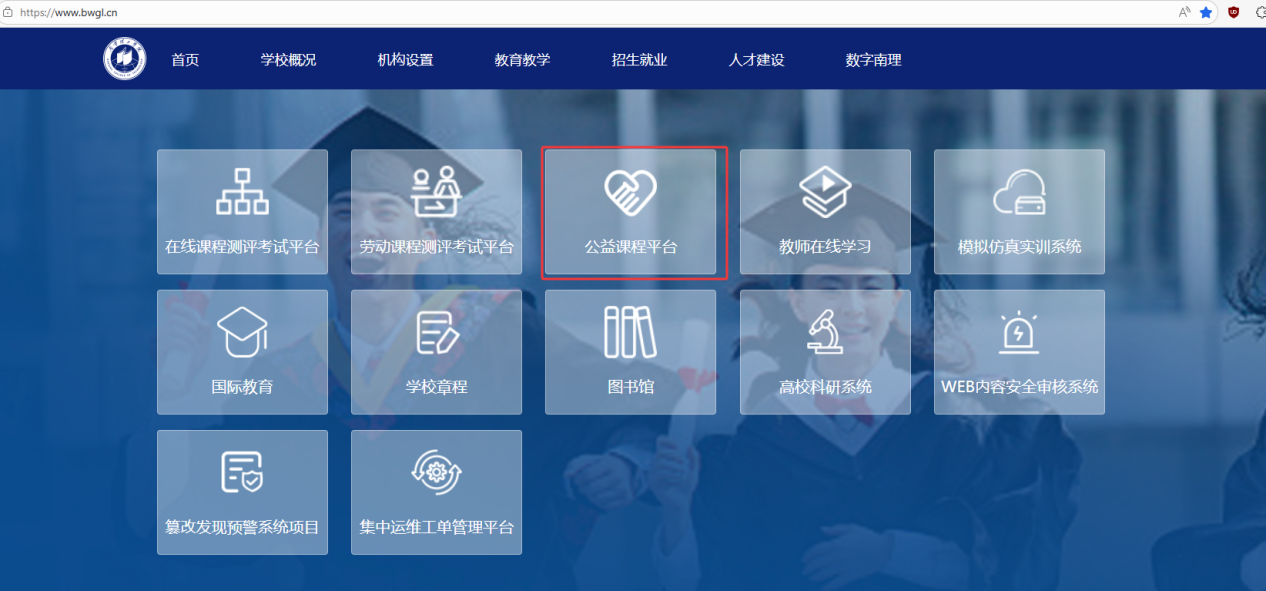 https://www.bwgl.cn
首页 学校概况 机构设置 教育教学 招生就业 人才建设 数字南理
在线课程测评考试平台 劳动课程测评考试平台 公益课程平台 教师在线学习 模拟仿真实训系统
国际教育 学校章程 图书馆 高校科研系统 WEB内容安全审核系统
篡改发现预警系统项目 集中运维工单管理平台